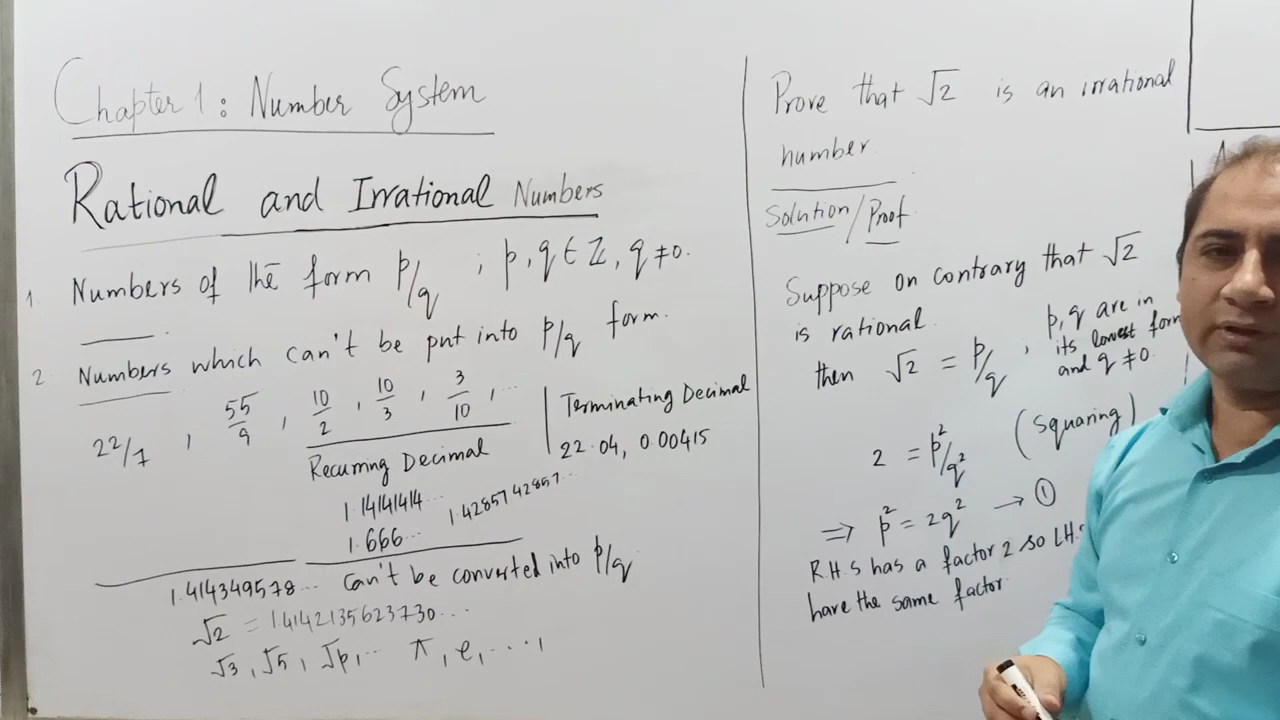 Chapter 1: Number System
Rational and Irrational Numbers
1. Numbers of the form p/q ; p, q ∈ ℤ, q ≠ 0.
2. Numbers which can't be put into p/q form.
22/7, 55/9, 10/2, 10/3, 3/10, ...
Recurring Decimal
1.14141414...
1.42857142857...
1.666...
Terminating Decimal
22.04, 0.00415
1.414349578... Can't be converted into p/q
√2 = 1.4142135623730...
√3, √5, √p, ... π, e, ...,
Prove that √2 is an irrational
number
Solution/Proof
Suppose on contrary that √2
is rational.
then √2 = p/q , p, q are in
its lowest form
and q ≠ 0.
2 = p²/q² (squaring)
⇒ p² = 2q² → ①
R.H.S has a factor 2 so L.H.S
have the same factor.